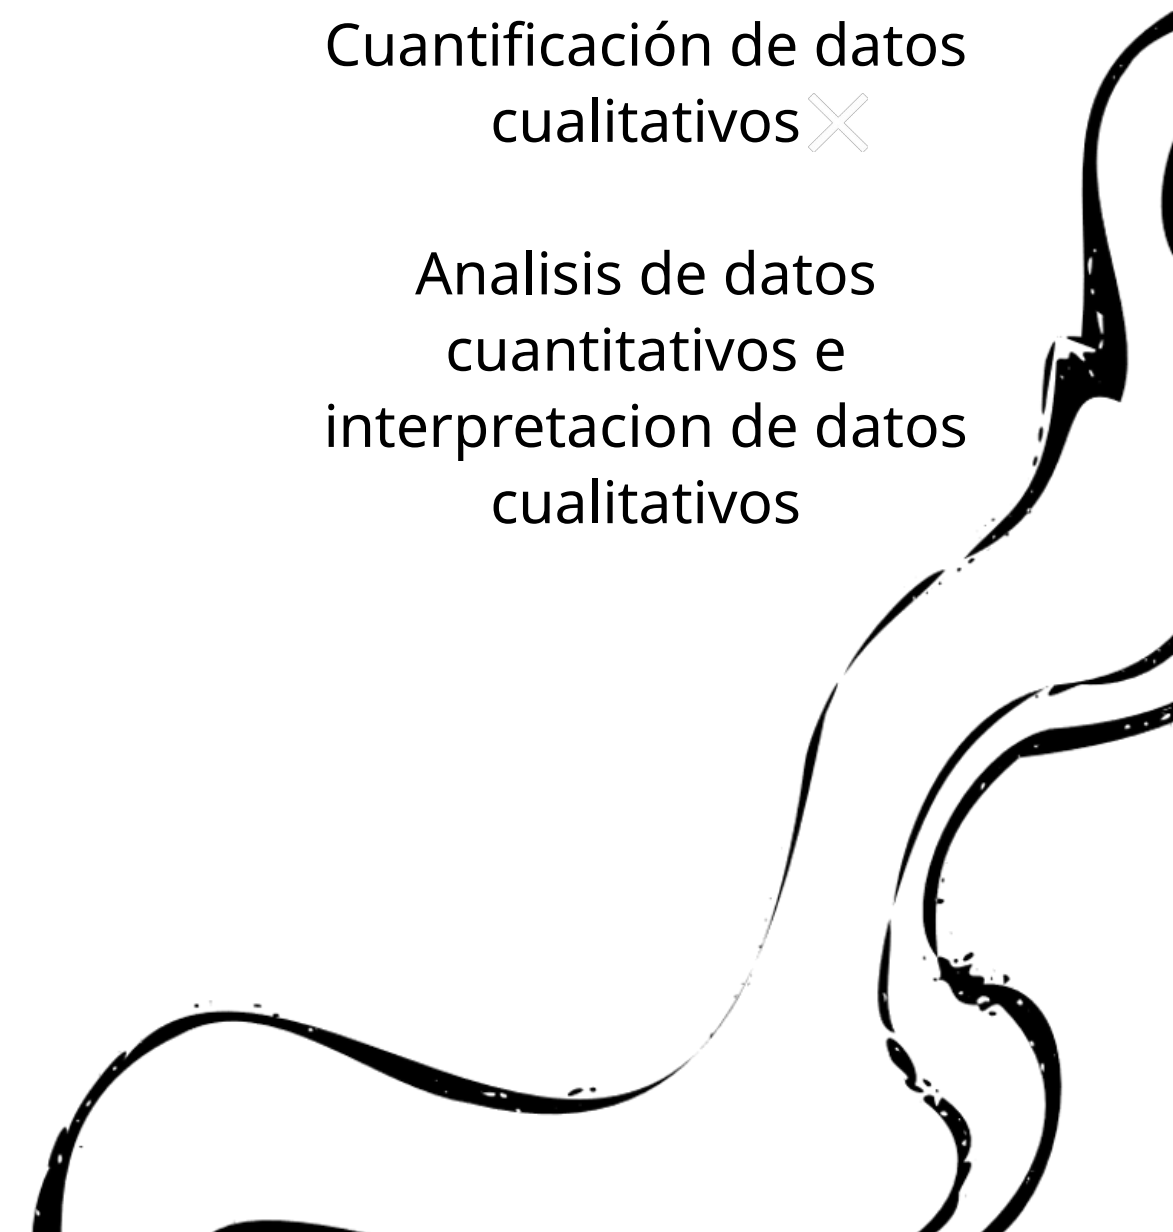 Cuantificación de datos
cualitativos
Analisis de datos
cuantitativos e
interpretacion de datos
cualitativos